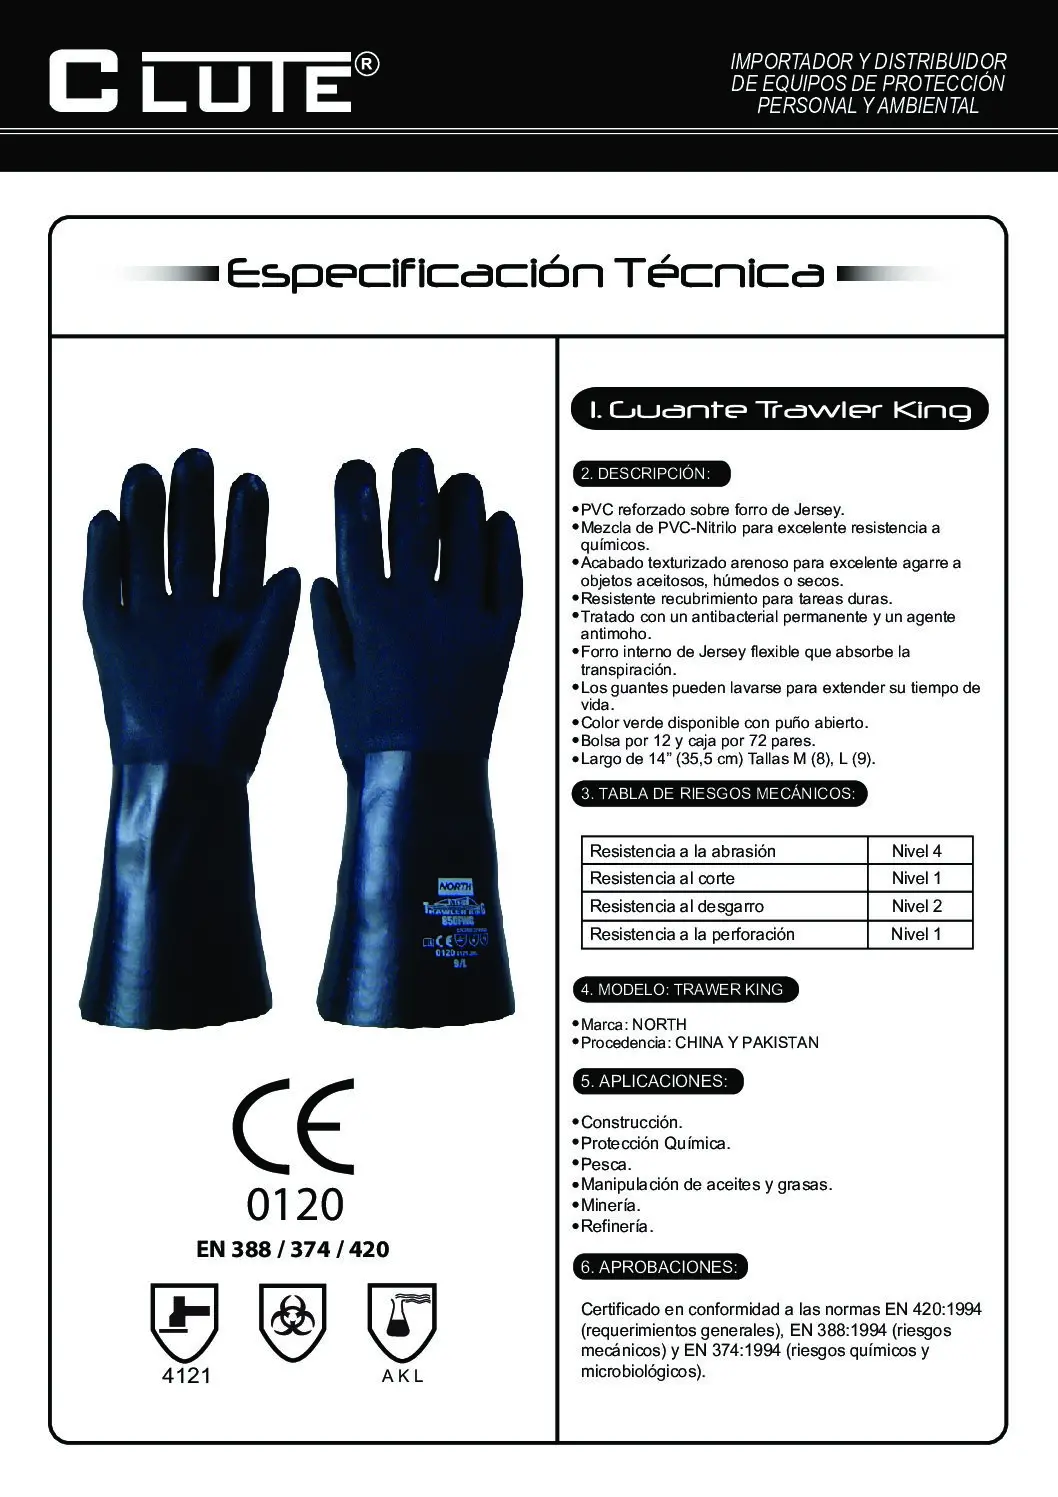 CLUTE®
IMPORTADOR Y DISTRIBUIDOR
DE EQUIPOS DE PROTECCIÓN
PERSONAL Y AMBIENTAL
Especificación Técnica
1. Guante Trawler King
2. DESCRIPCIÓN:
•PVC reforzado sobre forro de Jersey.
•Mezcla de PVC-Nitrilo para excelente resistencia a
químicos.
•Acabado texturizado arenoso para excelente agarre a
objetos aceitosos, húmedos o secos.
•Resistente recubrimiento para tareas duras.
•Tratado con un antibacterial permanente y un agente
antimoho.
•Forro interno de Jersey flexible que absorbe la
transpiración.
•Los guantes pueden lavarse para extender su tiempo de
vida.
•Color verde disponible con puño abierto.
•Bolsa por 12 y caja por 72 pares.
•Largo de 14” (35,5 cm) Tallas M (8), L (9).
3. TABLA DE RIESGOS MECÁNICOS:
Resistencia a la abrasión Nivel 4
Resistencia al corte Nivel 1
Resistencia al desgarro Nivel 2
Resistencia a la perforación Nivel 1
4. MODELO: TRAWER KING
•Marca: NORTH
•Procedencia: CHINA Y PAKISTAN
5. APLICACIONES:
•Construcción.
•Protección Química.
•Pesca.
•Manipulación de aceites y grasas.
•Minería.
•Refinería.
6. APROBACIONES:
Certificado en conformidad a las normas EN 420:1994
(requerimientos generales), EN 388:1994 (riesgos
mecánicos) y EN 374:1994 (riesgos químicos y
microbiológicos).
NORTH
TRAWLER KING
CE
0120
9/L
CE
0120
EN 388 / 374 / 420
4121
A K L